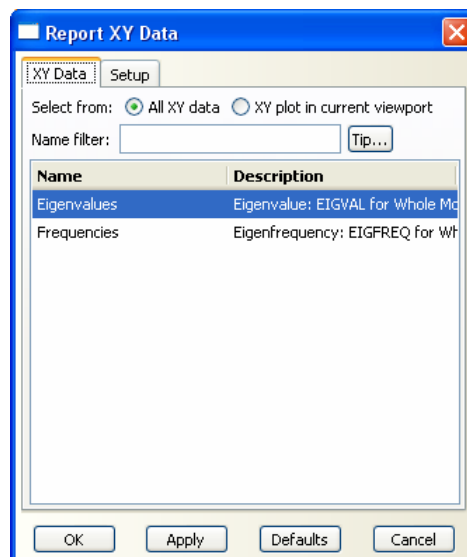 Report XY Data
XY Data Setup
Select from: All XY data XY plot in current viewport
Name filter: Tip...
Name Description
Eigenvalues Eigenvalue: EIGVAL for Whole Mo
Frequencies Eigenfrequency: EIGFREQ for Wh
OK Apply Defaults Cancel